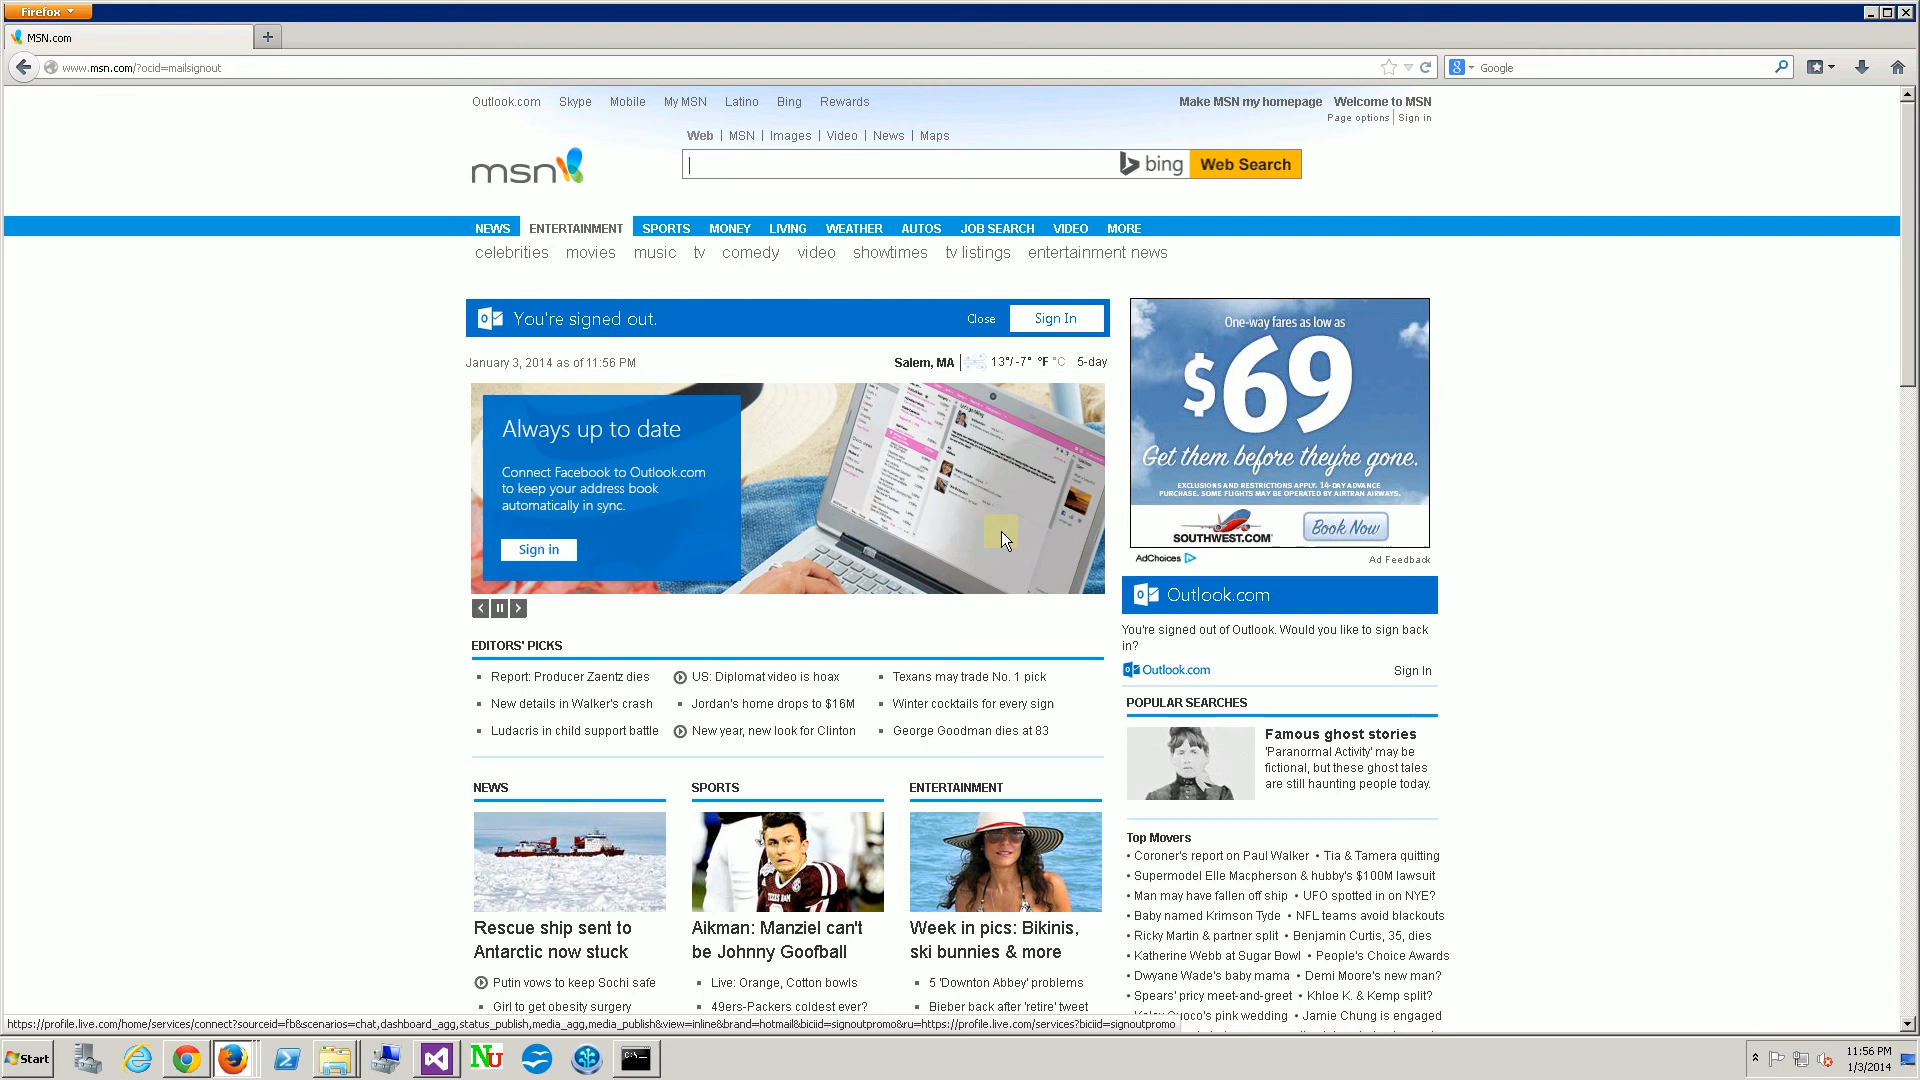 Firefox
MSN.com
www.msn.com/?ocid=mailsignout
Google
Outlook.com Skype Mobile My MSN Latino Bing Rewards
Make MSN my homepage Welcome to MSN
Page options Sign in
Web | MSN | Images | Video | News | Maps
msn
bing Web Search
NEWS ENTERTAINMENT SPORTS MONEY LIVING WEATHER AUTOS JOB SEARCH VIDEO MORE
celebrities movies music tv comedy video showtimes tv listings entertainment news
You're signed out.
Close Sign In
January 3, 2014 as of 11:56 PM
Salem, MA 13°/-7° °F °C 5-day
Always up to date
Connect Facebook to Outlook.com
to keep your address book
automatically in sync.
Sign in
One-way fares as low as
$69
Get them before they're gone.
EXCLUSIONS AND RESTRICTIONS APPLY. 14-DAY ADVANCE
PURCHASE. SOME FLIGHTS MAY BE OPERATED BY AIRTRAN AIRWAYS.
SOUTHWEST.COM
Book Now
AdChoices
Ad Feedback
Outlook.com
You're signed out of Outlook. Would you like to sign back
in?
Outlook.com Sign In
EDITORS' PICKS
Report: Producer Zaentz dies
New details in Walker's crash
Ludacris in child support battle
US: Diplomat video is hoax
Jordan's home drops to $16M
New year, new look for Clinton
Texans may trade No. 1 pick
Winter cocktails for every sign
George Goodman dies at 83
POPULAR SEARCHES
Famous ghost stories
'Paranormal Activity' may be
fictional, but these ghost tales
are still haunting people today.
NEWS
Rescue ship sent to
Antarctic now stuck
Putin vows to keep Sochi safe
Girl to get obesity surgery
SPORTS
Aikman: Manziel can't
be Johnny Goofball
Live: Orange, Cotton bowls
49ers-Packers coldest ever?
ENTERTAINMENT
Week in pics: Bikinis,
ski bunnies & more
5 'Downton Abbey' problems
Bieber back after 'retire' tweet
Top Movers
• Coroner's report on Paul Walker • Tia & Tamera quitting
• Supermodel Elle Macpherson & hubby's $100M lawsuit
• Man may have fallen off ship • UFO spotted in on NYE?
• Baby named Krimson Tyde • NFL teams avoid blackouts
• Ricky Martin & partner split • Benjamin Curtis, 35, dies
• Katherine Webb at Sugar Bowl • People's Choice Awards
• Dwyane Wade's baby mama • Demi Moore's new man?
• Spears' pricy meet-and-greet • Khloe K. & Kemp split?
• Kaley Cuoco's pink wedding • Jamie Chung is engaged
https://profile.live.com/home/services/connect?sourceid=fb&scenarios=chat,dashboard_agg,status_publish,media_agg,media_publish&view=inline&brand=hotmail&biciid=signoutpromo&ru=https://profile.live.com/services?biciid=signoutpromo
Start
Nu
C:\_
11:56 PM
1/3/2014